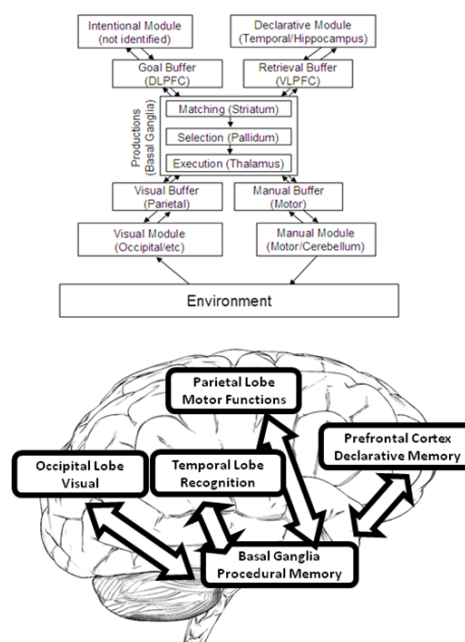 Intentional Module
(not identified)
Declarative Module
(Temporal/Hippocampus)
Goal Buffer
(DLPFC)
Retrieval Buffer
(VLPFC)
Productions
(Basal Ganglia)
Matching (Striatum)
Selection (Pallidum)
Execution (Thalamus)
Visual Buffer
(Parietal)
Manual Buffer
(Motor)
Visual Module
(Occipital/etc)
Manual Module
(Motor/Cerebellum)
Environment
Parietal Lobe
Motor Functions
Prefrontal Cortex
Declarative Memory
Occipital Lobe
Visual
Temporal Lobe
Recognition
Basal Ganglia
Procedural Memory